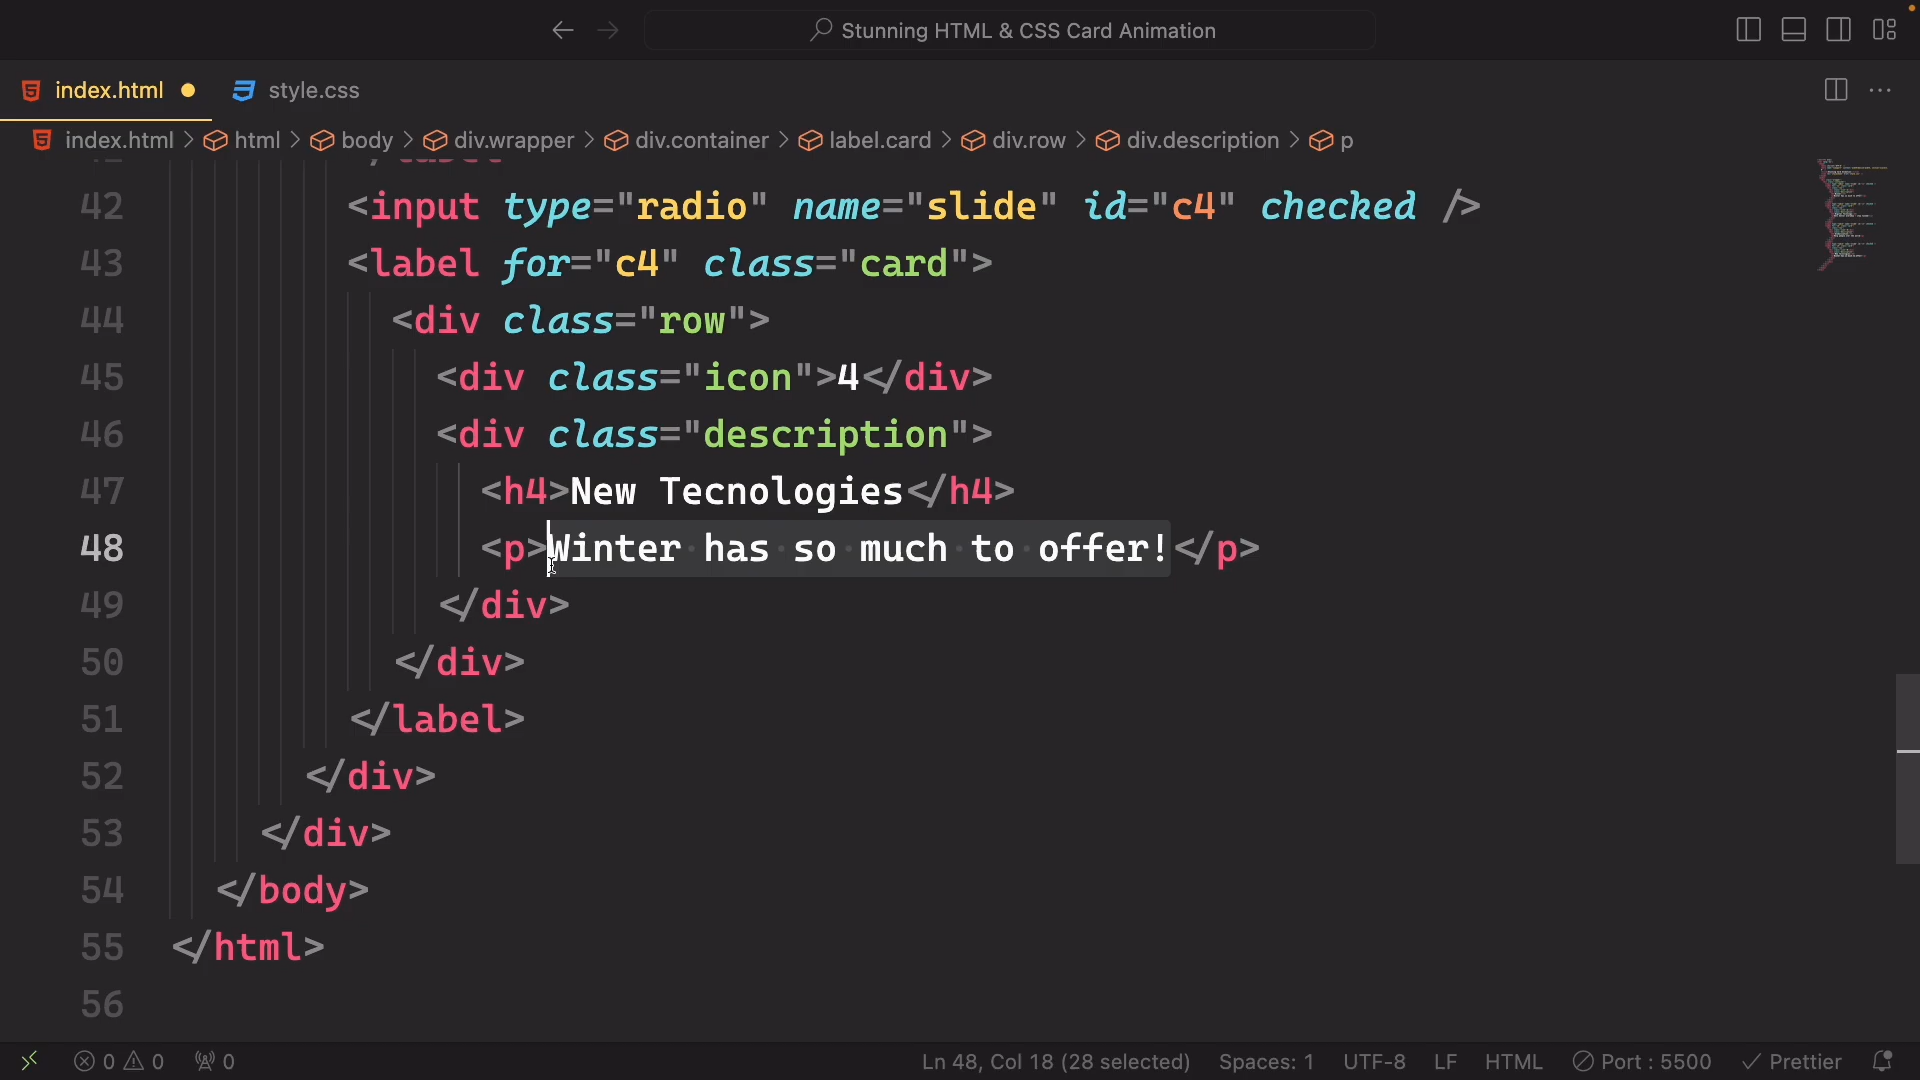 Stunning HTML & CSS Card Animation
index.html
style.css
index.html > html > body > div.wrapper > div.container > label.card > div.row > div.description > p
42 <input type="radio" name="slide" id="c4" checked />
43 <label for="c4" class="card">
44 <div class="row">
45 <div class="icon">4</div>
46 <div class="description">
47 <h4>New Tecnologies</h4>
48 <p>Winter has so much to offer!</p>
49 </div>
50 </div>
51 </label>
52 </div>
53 </div>
54 </body>
55 </html>
56
0 0 0 Ln 48, Col 18 (28 selected) Spaces: 1 UTF-8 LF HTML Port : 5500 Prettier